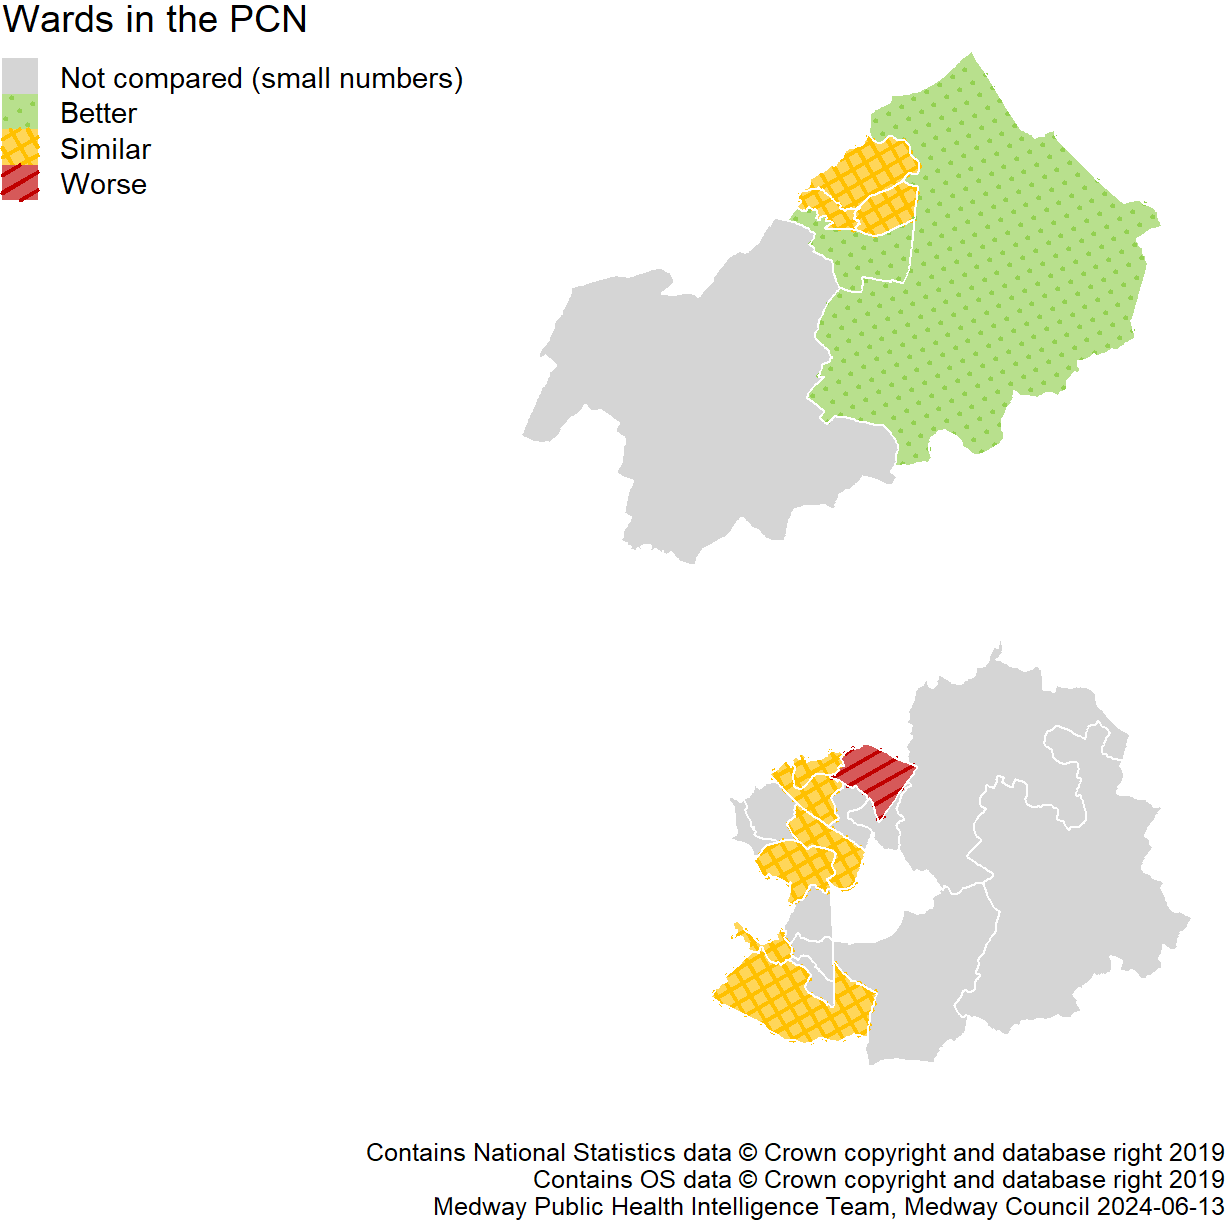 Wards in the PCN
Not compared (small numbers)
Better
Similar
Worse
Contains National Statistics data © Crown copyright and database right 2019
Contains OS data © Crown copyright and database right 2019
Medway Public Health Intelligence Team, Medway Council 2024-06-13